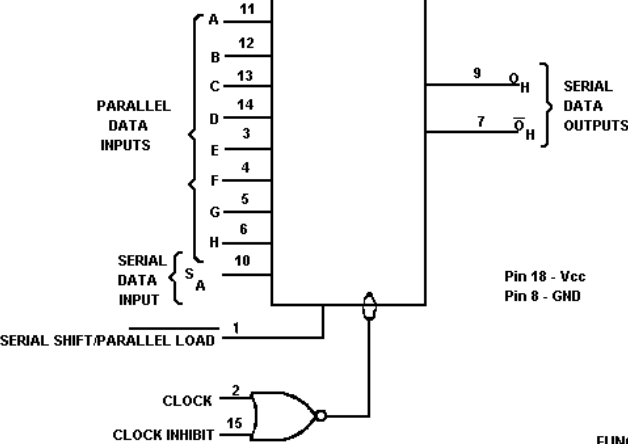 A 11
B 12
C 13
D 14
E 3
F 4
G 5
H 6
PARALLEL
DATA
INPUTS
SERIAL
DATA
INPUT
S A 10
SERIAL SHIFT/PARALLEL LOAD 1
CLOCK 2
CLOCK INHIBIT 15
9 Q H
7 Q H
SERIAL
DATA
OUTPUTS
Pin 18 - Vcc
Pin 8 - GND